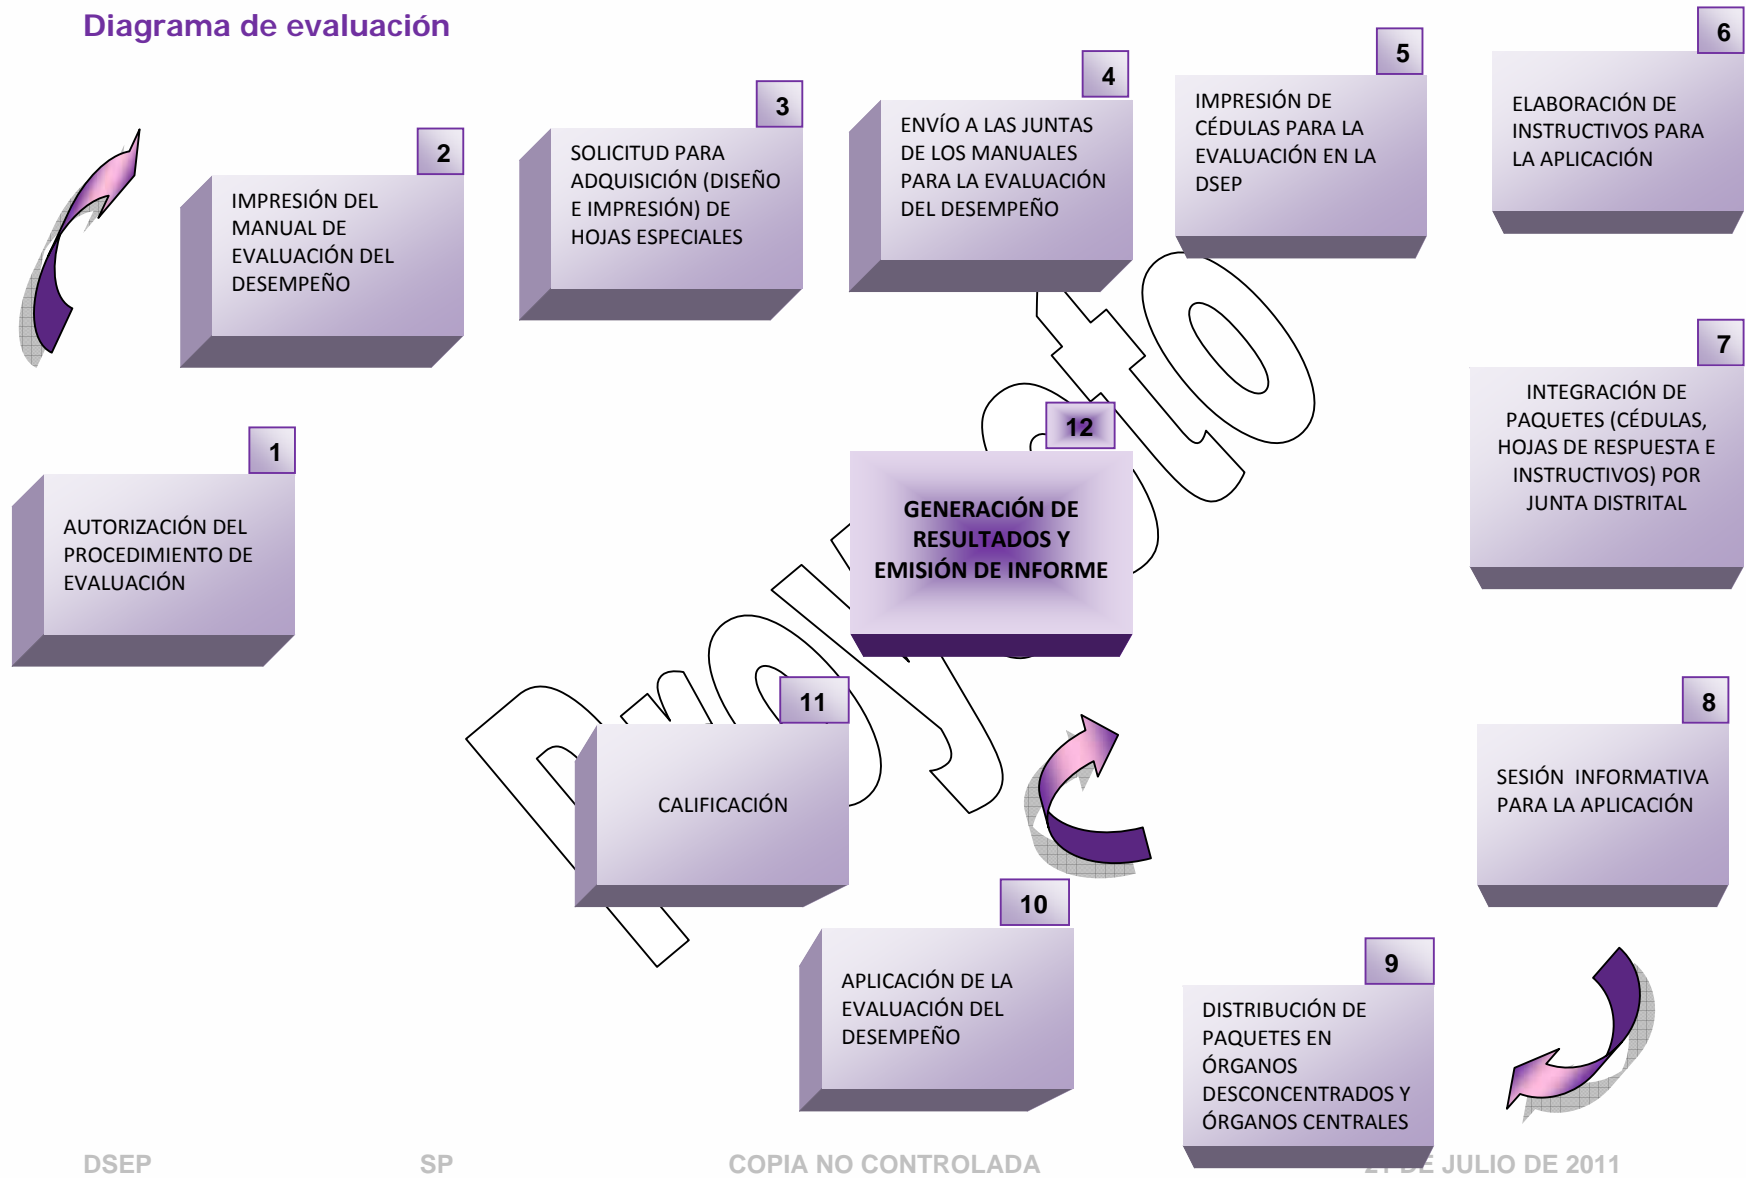 Diagrama de evaluación
1
AUTORIZACIÓN DEL
PROCEDIMIENTO DE
EVALUACIÓN
2
IMPRESIÓN DEL
MANUAL DE
EVALUACIÓN DEL
DESEMPEÑO
3
SOLICITUD PARA
ADQUISICIÓN (DISEÑO
E IMPRESIÓN) DE
HOJAS ESPECIALES
4
ENVÍO A LAS JUNTAS
DE LOS MANUALES
PARA LA EVALUACIÓN
DEL DESEMPEÑO
5
IMPRESIÓN DE
CÉDULAS PARA LA
EVALUACIÓN EN LA
DSEP
6
ELABORACIÓN DE
INSTRUCTIVOS PARA
LA APLICACIÓN
7
INTEGRACIÓN DE
PAQUETES (CÉDULAS,
HOJAS DE RESPUESTA E
INSTRUCTIVOS) POR
JUNTA DISTRITAL
8
SESIÓN INFORMATIVA
PARA LA APLICACIÓN
9
DISTRIBUCIÓN DE
PAQUETES EN
ÓRGANOS
DESCONCENTRADOS Y
ÓRGANOS CENTRALES
10
APLICACIÓN DE LA
EVALUACIÓN DEL
DESEMPEÑO
11
CALIFICACIÓN
12
GENERACIÓN DE
RESULTADOS Y
EMISIÓN DE INFORME
Proyecto
DSEP SP COPIA NO CONTROLADA 21 DE JULIO DE 2011